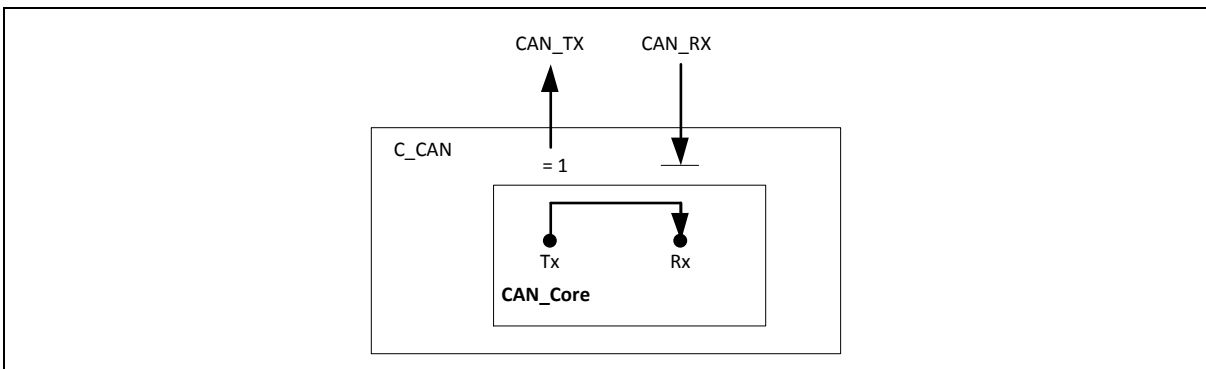 CAN_TX CAN_RX
C_CAN
= 1
Tx Rx
CAN_Core